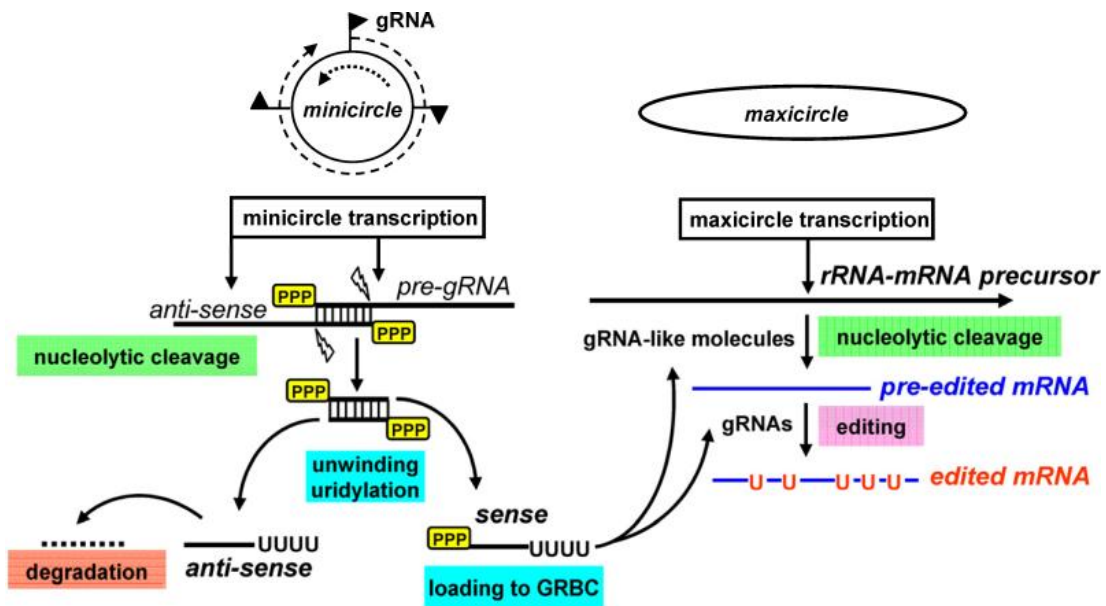 gRNA
minicircle
maxicircle
minicircle transcription
maxicircle transcription
rRNA-mRNA precursor
PPP
pre-gRNA
anti-sense
PPP
nucleolytic cleavage
gRNA-like molecules
nucleolytic cleavage
pre-edited mRNA
PPP
PPP
gRNAs
editing
unwinding
uridylation
U U U U U
edited mRNA
sense
PPP
UUUU
UUUU
anti-sense
degradation
loading to GRBC